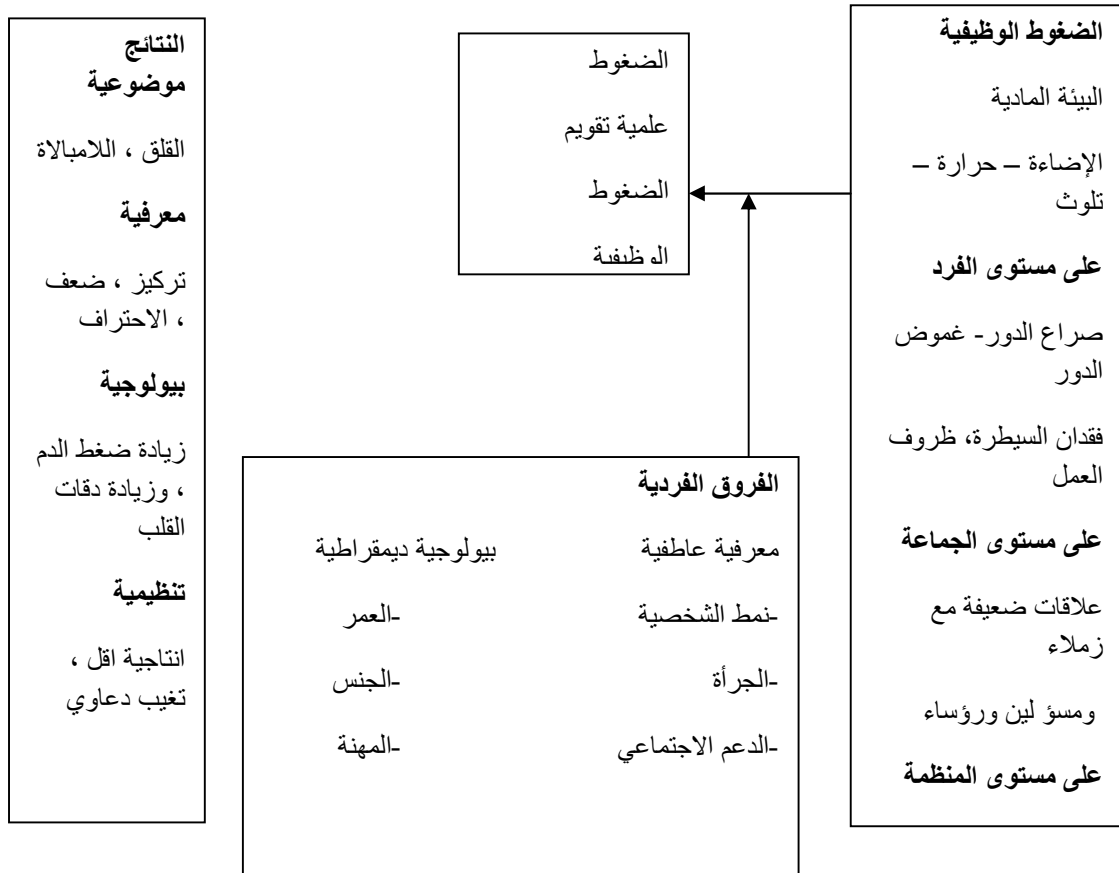 الضغوط الوظيفية
البيئة المادية
الإضاءة – حرارة –
تلوث
على مستوى الفرد
صراع الدور- غموض
الدور
فقدان السيطرة، ظروف
العمل
على مستوى الجماعة
علاقات ضعيفة مع
زملاء
ومسؤ لين ورؤساء
على مستوى المنظمة
الضغوط
علمية تقويم
الضغوط
الوظيفية
الفروق الفردية
معرفية عاطفية بيولوجية ديمقراطية
-نمط الشخصية -العمر
-الجرأة -الجنس
-الدعم الاجتماعي -المهنة
النتائج
موضوعية
القلق ، اللامبالاة
معرفية
تركيز ، ضعف
، الاحتراف
بيولوجية
زيادة ضغط الدم
، وزيادة دقات
القلب
تنظيمية
انتاجية اقل ،
تغيب دعاوي